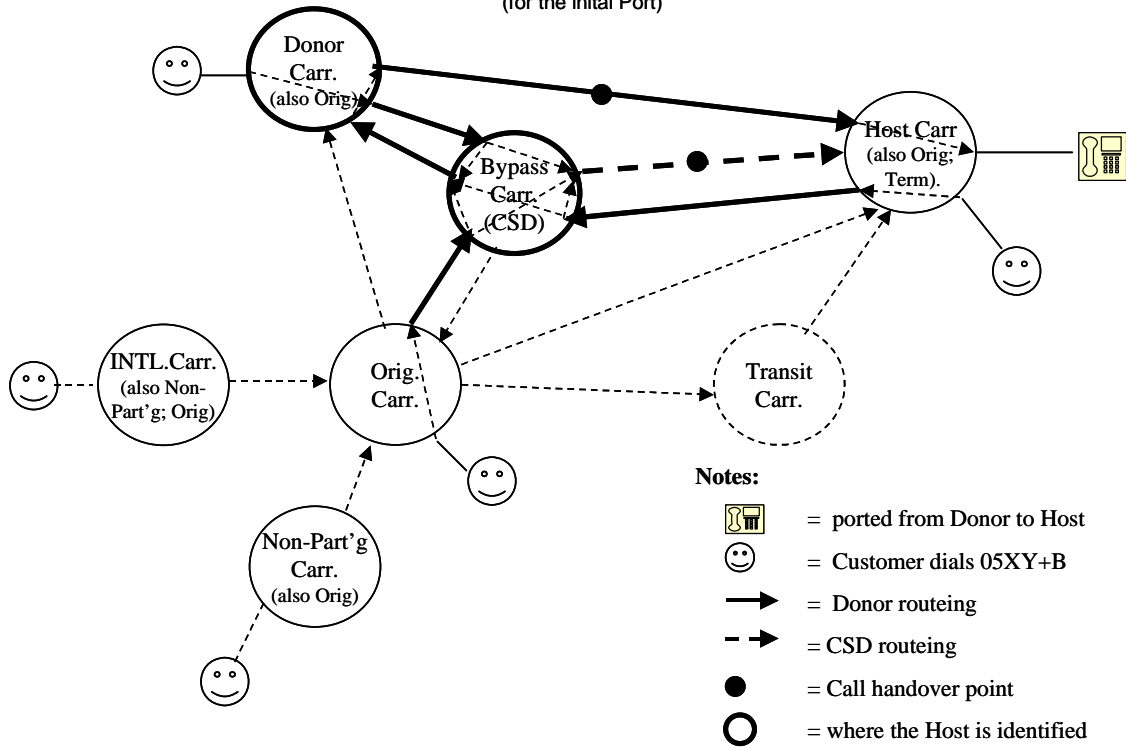 (for the Inital Port)
Donor
Carr.
(also Orig)
Host Carr
(also Orig;
Term).
Bypass
Carr.
(CSD)
INTL.Carr.
(also Non-
Part'g; Orig)
Orig.
Carr.
Transit
Carr.
Non-Part'g
Carr.
(also Orig)
Notes:
= ported from Donor to Host
= Customer dials 05XY+B
= Donor routeing
= CSD routeing
= Call handover point
= where the Host is identified